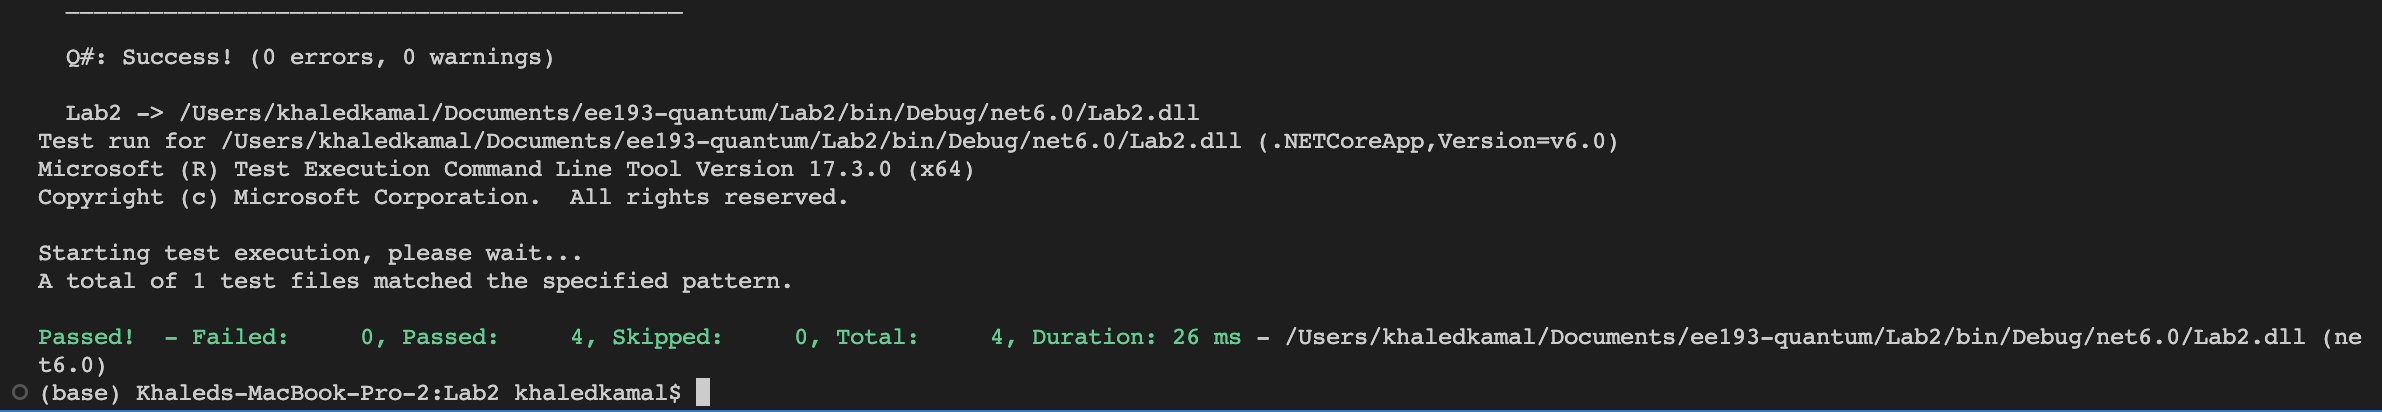 Q#: Success! (0 errors, 0 warnings)
Lab2 -> /Users/khaledkamal/Documents/ee193-quantum/Lab2/bin/Debug/net6.0/Lab2.dll
Test run for /Users/khaledkamal/Documents/ee193-quantum/Lab2/bin/Debug/net6.0/Lab2.dll (.NETCoreApp,Version=v6.0)
Microsoft (R) Test Execution Command Line Tool Version 17.3.0 (x64)
Copyright (c) Microsoft Corporation.  All rights reserved.
Starting test execution, please wait...
A total of 1 test files matched the specified pattern.
Passed!  - Failed:     0, Passed:     4, Skipped:     0, Total:     4, Duration: 26 ms - /Users/khaledkamal/Documents/ee193-quantum/Lab2/bin/Debug/net6.0/Lab2.dll (ne
t6.0)
(base) Khaleds-MacBook-Pro-2:Lab2 khaledkamal$